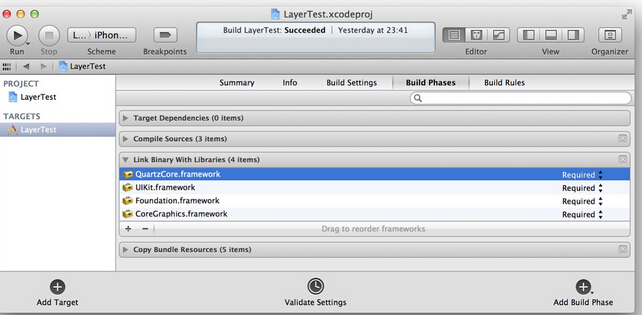 LayerTest.xcodeproj
Build LayerTest: Succeeded | Yesterday at 23:41
L... iPhon...
Run Stop Scheme Breakpoints Editor View Organizer
LayerTest
PROJECT
LayerTest
TARGETS
LayerTest
Summary Info Build Settings Build Phases Build Rules
Target Dependencies (0 items)
Compile Sources (3 items)
Link Binary With Libraries (4 items)
QuartzCore.framework Required
UIKit.framework Required
Foundation.framework Required
CoreGraphics.framework Required
Drag to reorder frameworks
Copy Bundle Resources (5 items)
Add Target Validate Settings Add Build Phase